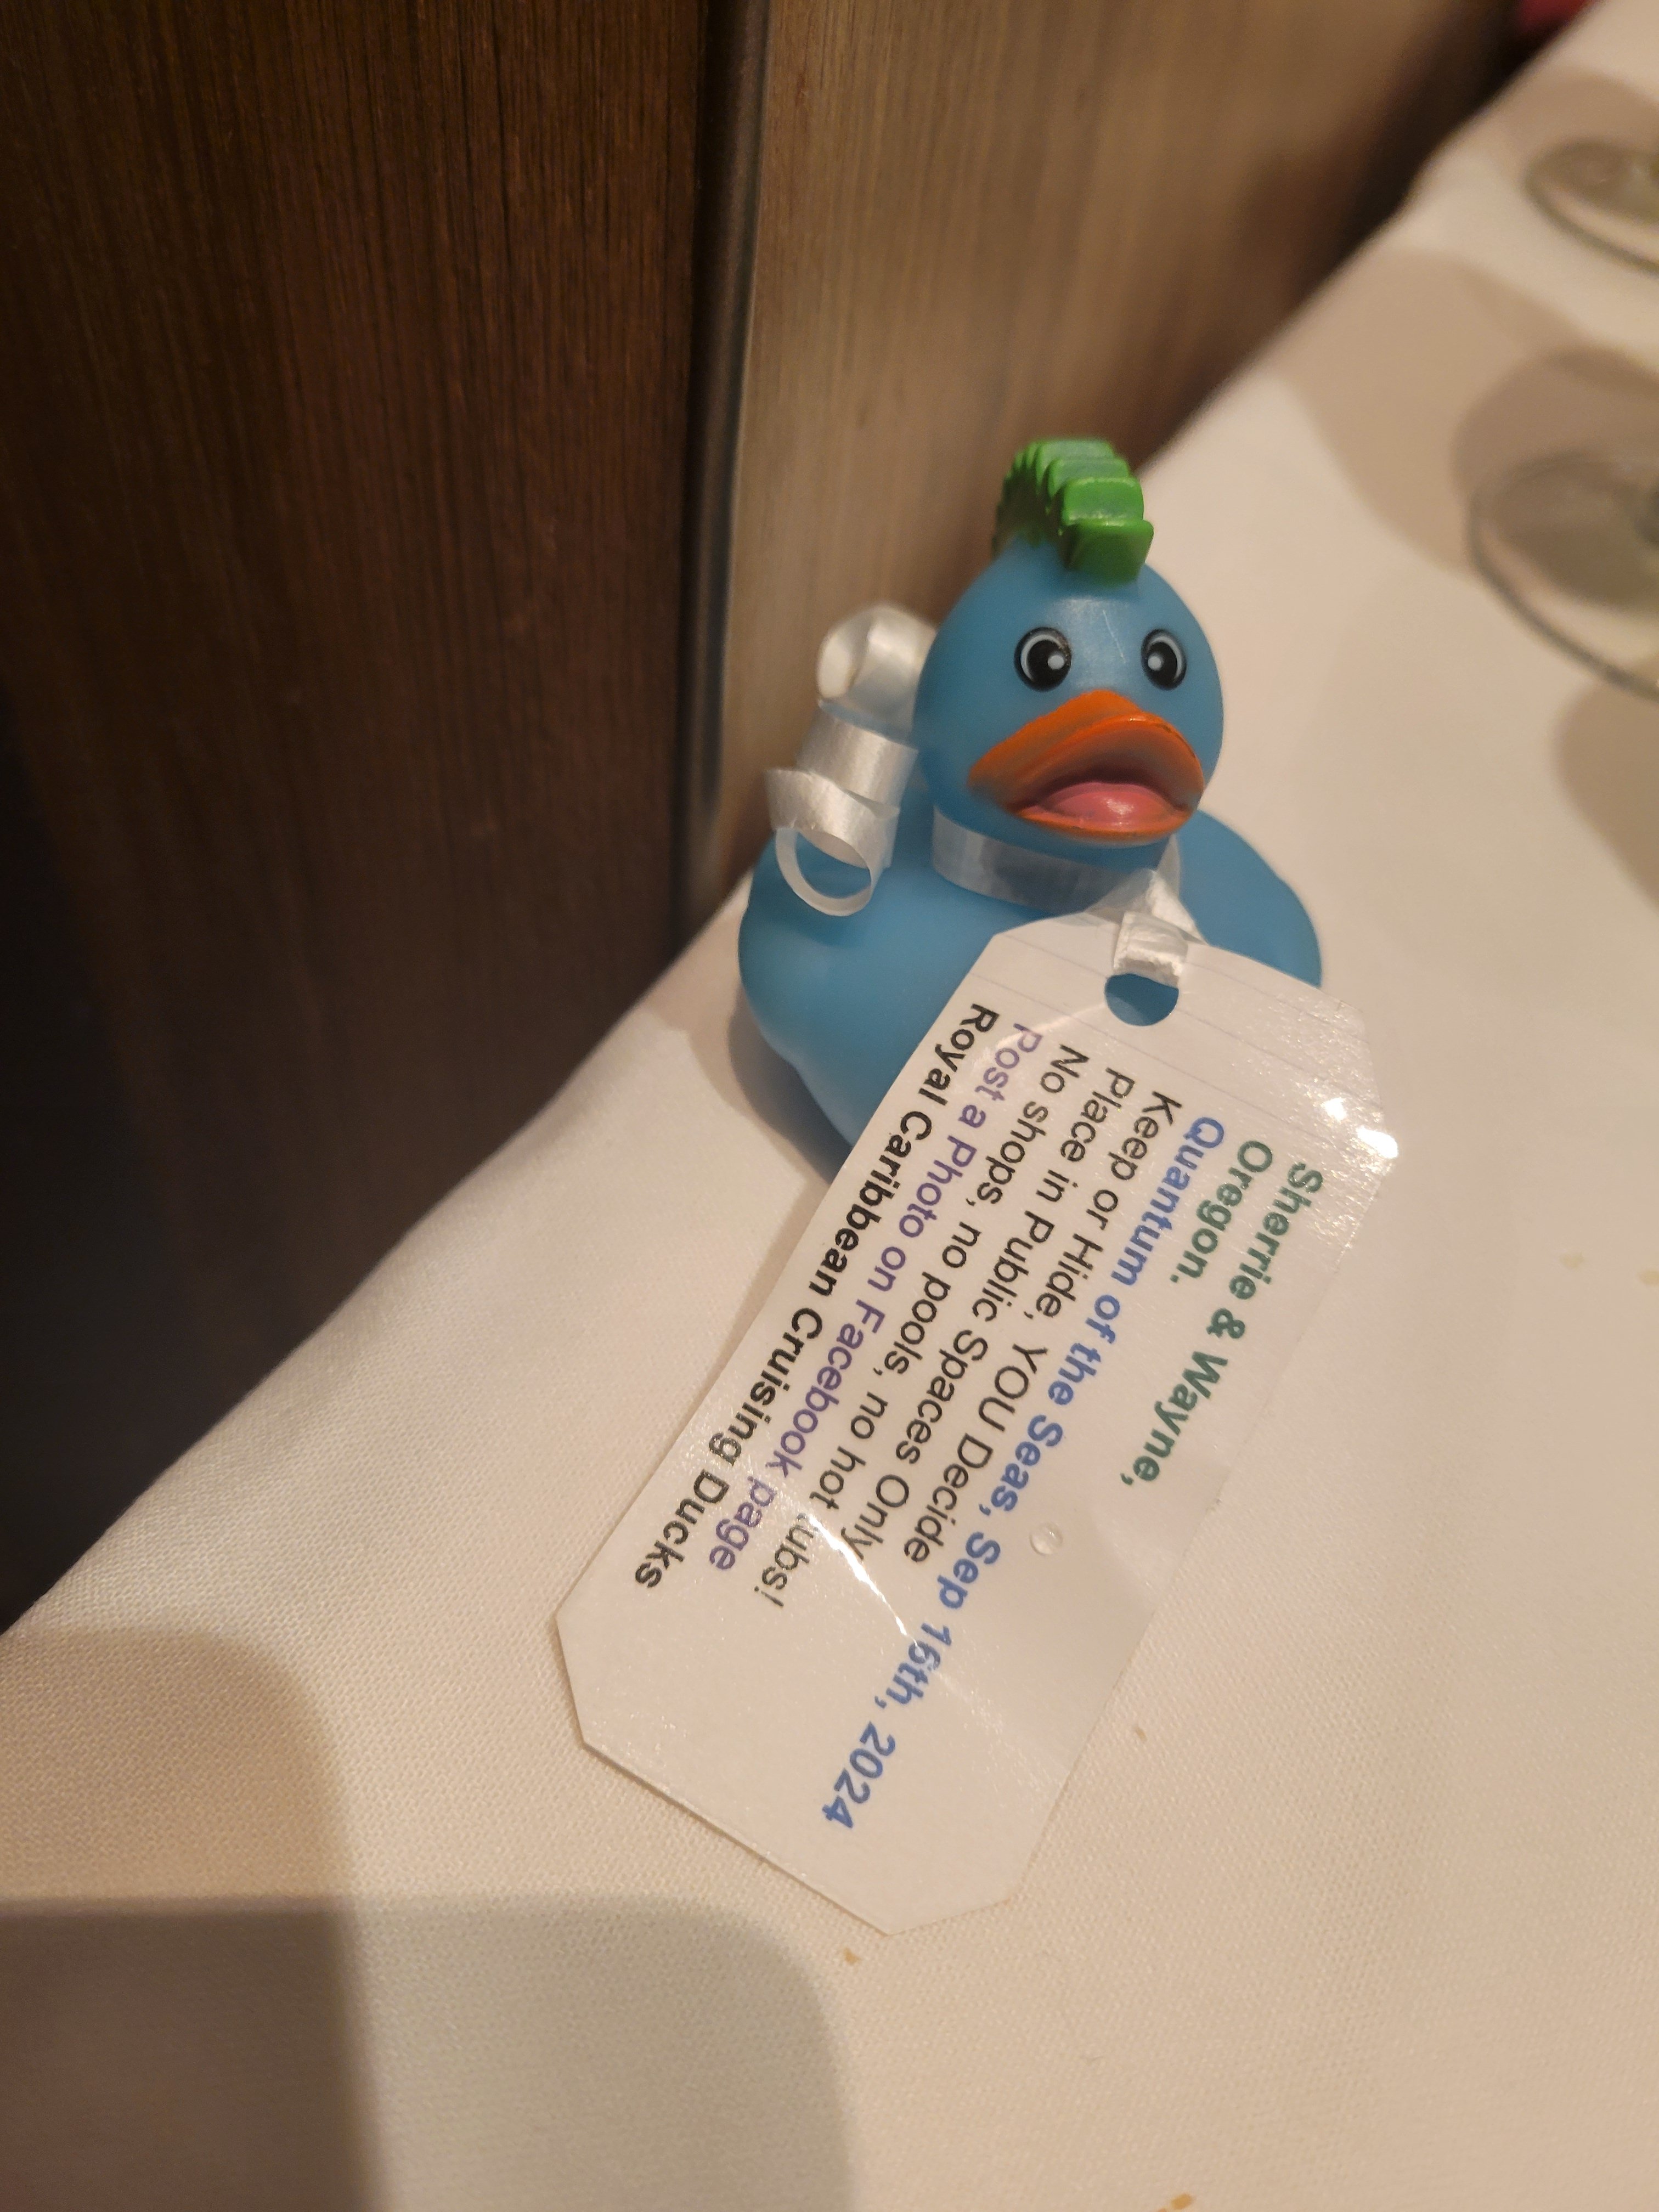 Sherrie & Wayne,
Oregon.
Quantum of the Seas, Sep 16th, 2024
Keep or Hide, YOU Decide
Place in Public Spaces Only
No shops, no pools, no hot tubs!
Post a Photo on Facebook page
Royal Caribbean Cruising Ducks